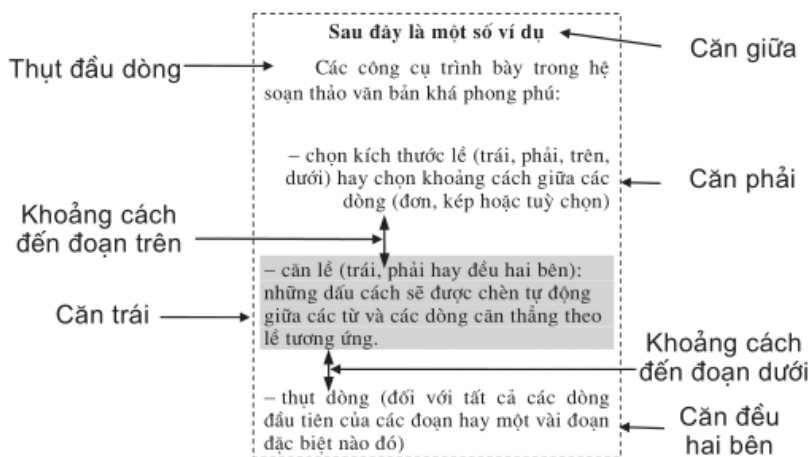 Sau đây là một số ví dụ
Căn giữa
Thụt đầu dòng
Các công cụ trình bày trong hệ
soạn thảo văn bản khá phong phú:
– chọn kích thước lề (trái, phải, trên,
dưới) hay chọn khoảng cách giữa các
dòng (đơn, kép hoặc tuỳ chọn)
Căn phải
Khoảng cách
đến đoạn trên
– căn lề (trái, phải hay đều hai bên):
những dấu cách sẽ được chèn tự động
giữa các từ và các dòng căn thẳng theo
lề tương ứng.
Căn trái
Khoảng cách
đến đoạn dưới
– thụt dòng (đối với tất cả các dòng
đầu tiên của các đoạn hay một vài đoạn
đặc biệt nào đó)
Căn đều
hai bên